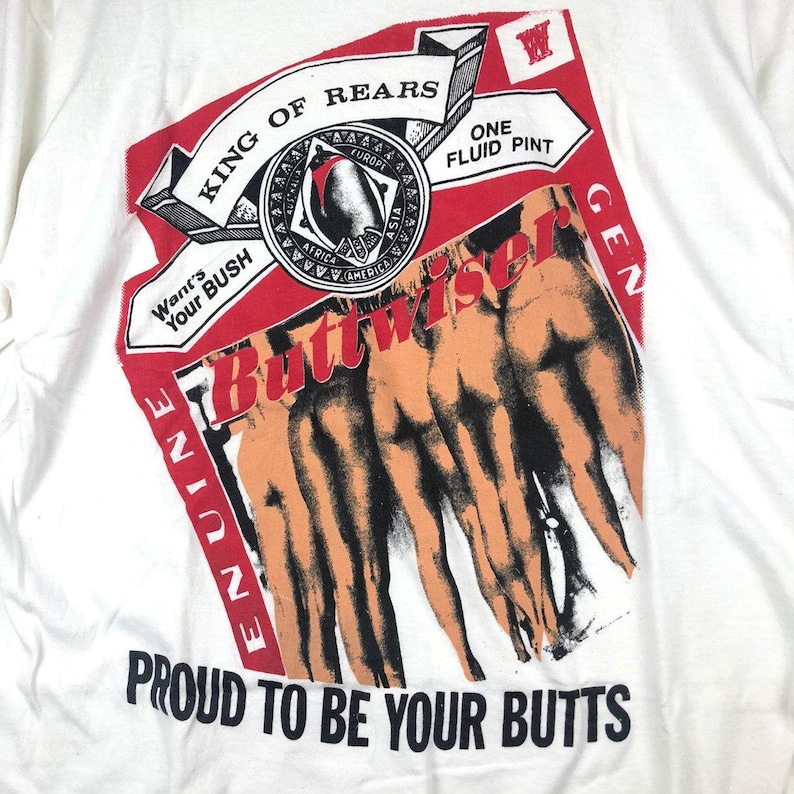 W
KING OF REARS
ONE
FLUID PINT
EUROPE
AUSTRALIA
ASIA
AFRICA
AMERICA
Want's
Your BUSH
Buttwiser
GEN
ENUINE
PROUD TO BE YOUR BUTTS